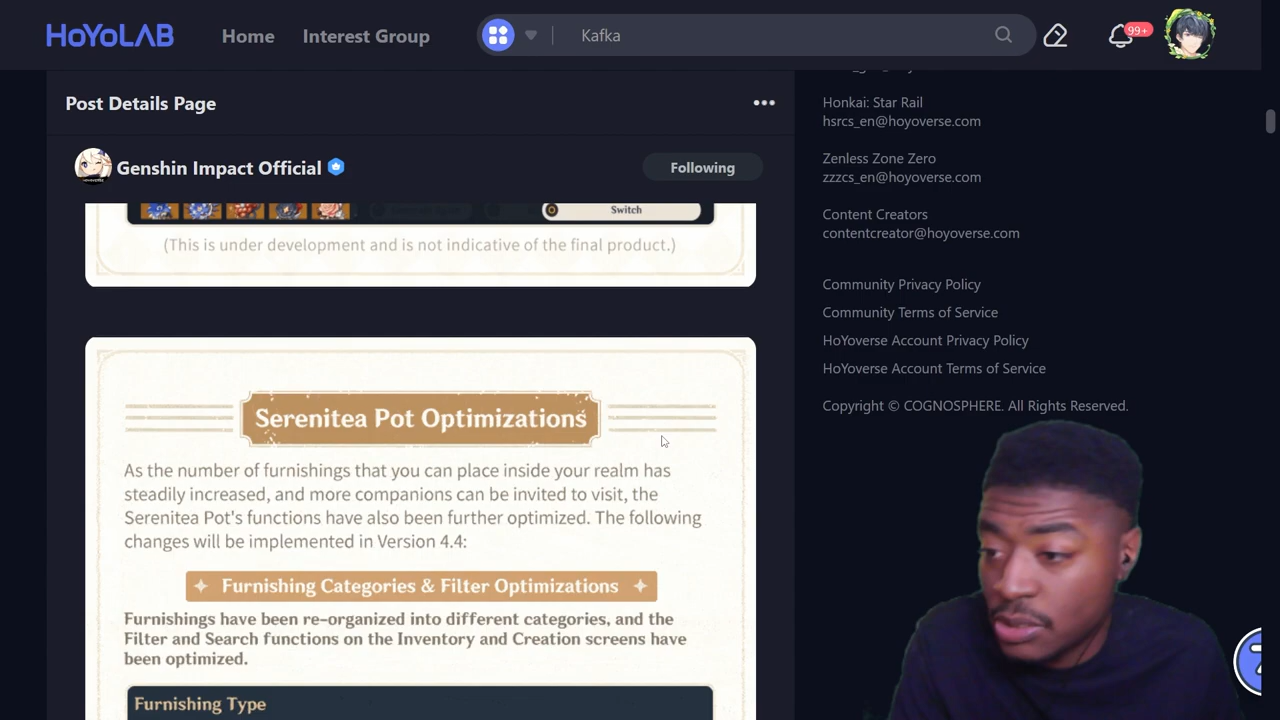 HoYoLAB
Home
Interest Group
Kafka
99+
Post Details Page
Genshin Impact Official
Following
Switch
(This is under development and is not indicative of the final product.)
Serenitea Pot Optimizations
As the number of furnishings that you can place inside your realm has
steadily increased, and more companions can be invited to visit, the
Serenitea Pot's functions have also been further optimized. The following
changes will be implemented in Version 4.4:
Furnishing Categories & Filter Optimizations
Furnishings have been re-organized into different categories, and the
Filter and Search functions on the Inventory and Creation screens have
been optimized.
Furnishing Type
Honkai: Star Rail
hsrcs_en@hoyoverse.com
Zenless Zone Zero
zzzcs_en@hoyoverse.com
Content Creators
contentcreator@hoyoverse.com
Community Privacy Policy
Community Terms of Service
HoYoverse Account Privacy Policy
HoYoverse Account Terms of Service
Copyright © COGNOSPHERE. All Rights Reserved.